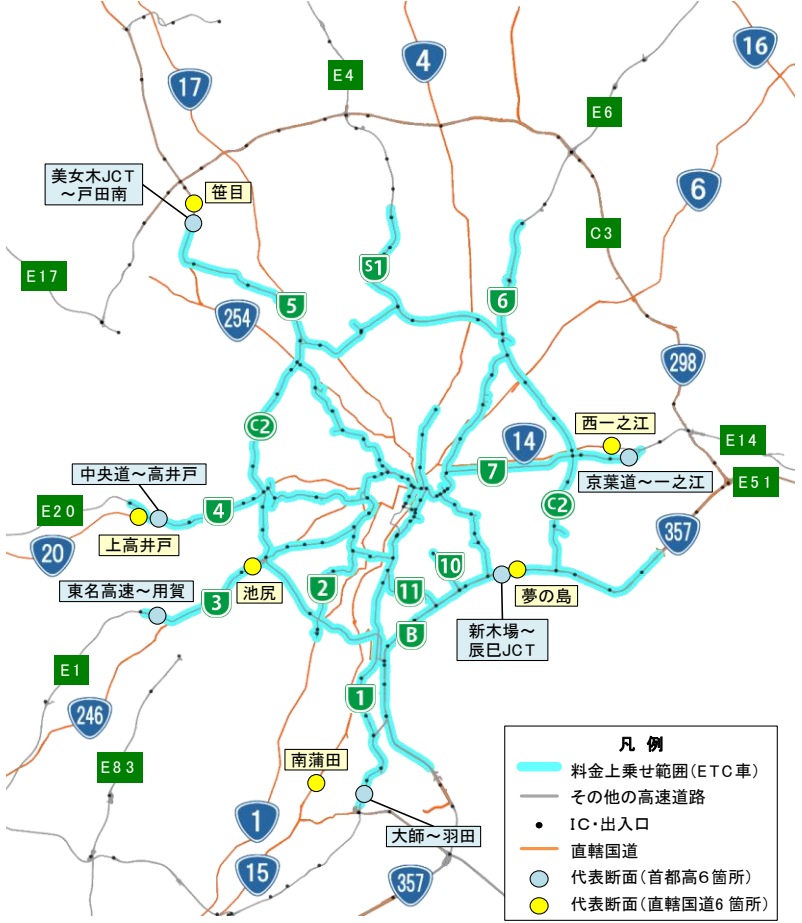 E4
4
16
17
E6
美女木JCT
～戸田南
笹目
6
C3
E17
S1
5
6
254
298
C2
西一之江
14
E14
7
京葉道～一之江
E51
中央道～高井戸
E20
4
C2
357
上高井戸
20
東名高速～用賀
池尻
10
夢の島
3
2
11
新木場～
辰巳JCT
B
E1
1
246
E83
南蒲田
1
大師～羽田
15
357
凡 例
料金上乗せ範囲(ETC車)
その他の高速道路
IC・出入口
直轄国道
代表断面(首都高6箇所)
代表断面(直轄国道6箇所)